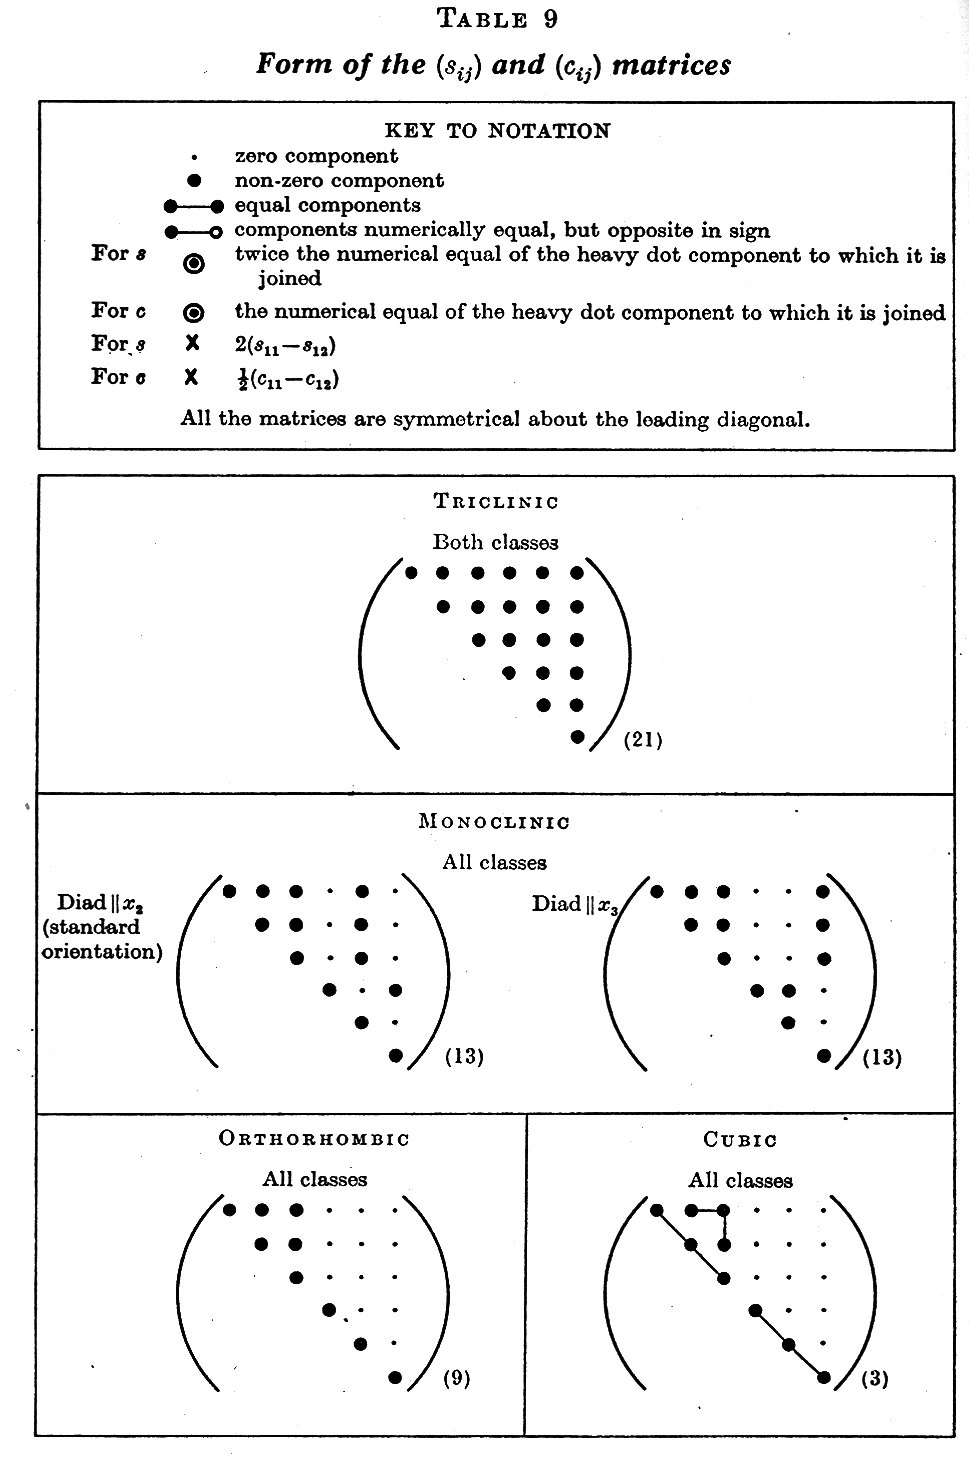 TABLE 9
Form of the (s_ij) and (c_ij) matrices
KEY TO NOTATION
zero component
non-zero component
equal components
components numerically equal, but opposite in sign
For s twice the numerical equal of the heavy dot component to which it is
joined
For c the numerical equal of the heavy dot component to which it is joined
For s X 2(s₁₁—s₁₂)
For c X ½(c₁₁—c₁₂)
All the matrices are symmetrical about the leading diagonal.
TRICLINIC
Both classes
(21)
MONOCLINIC
All classes
Diad || x₂
(standard
orientation)
(13)
Diad || x₃
(13)
ORTHORHOMBIC
All classes
(9)
CUBIC
All classes
(3)